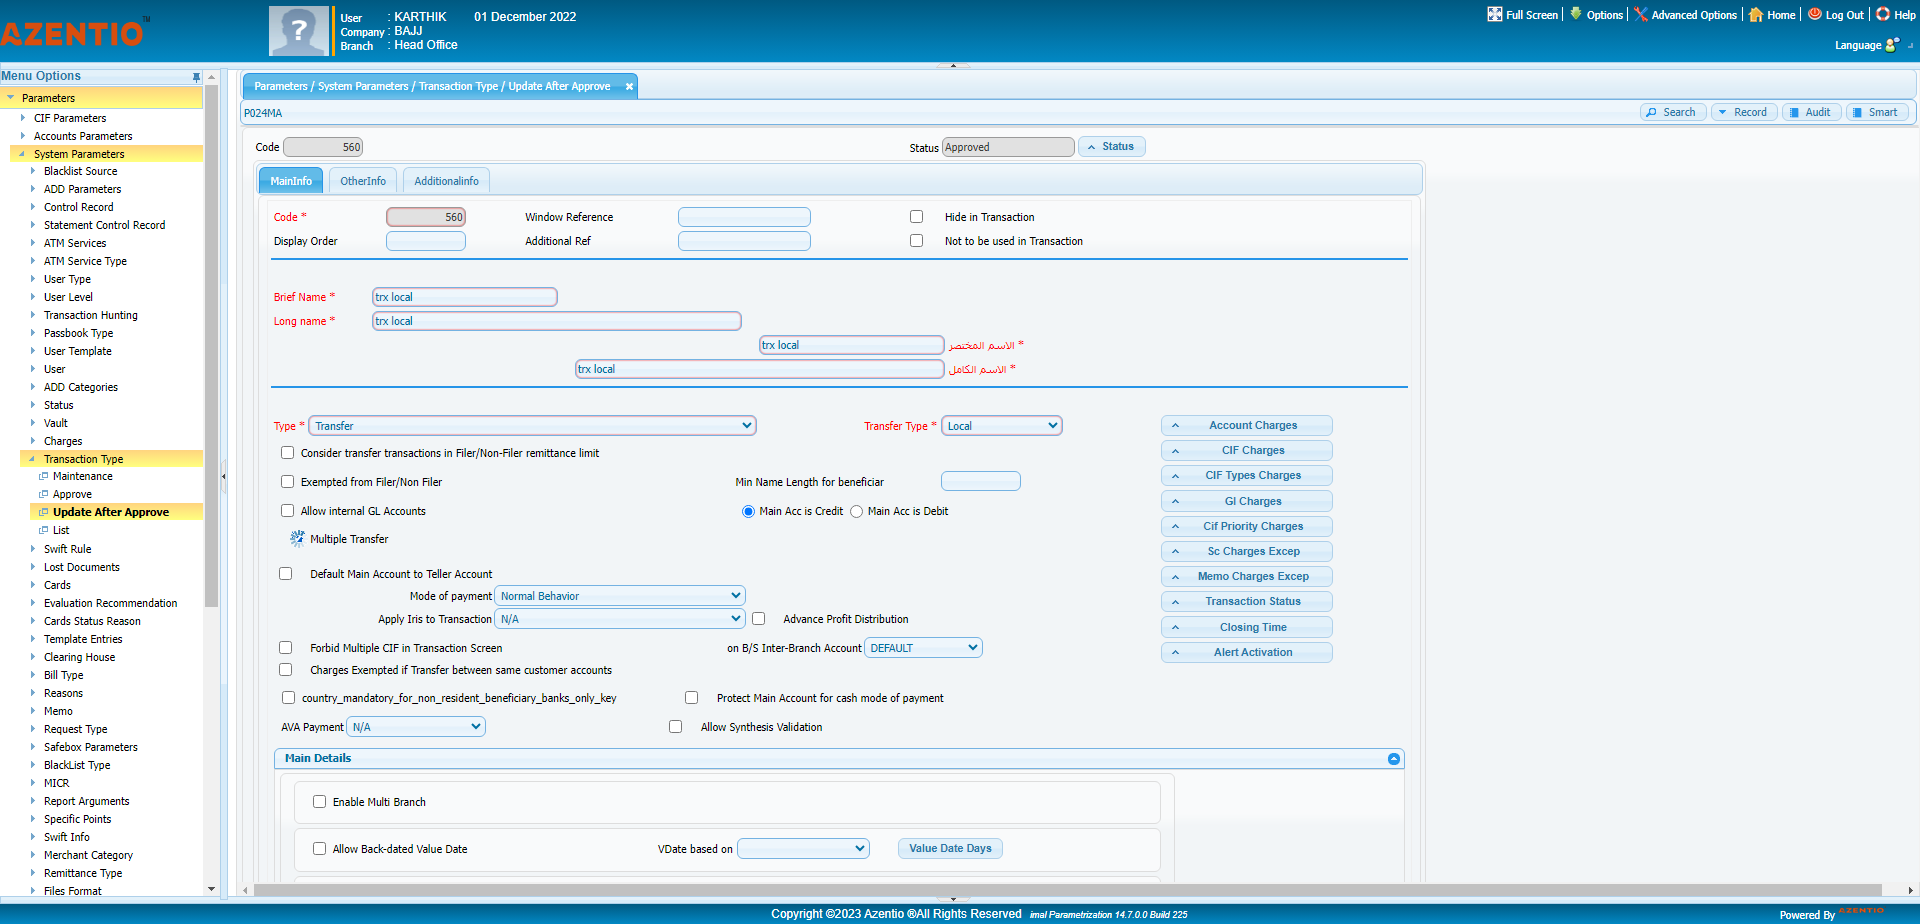 AZENTIO™
User : KARTHIK 01 December 2022
Company : BAJJ
Branch : Head Office
Full Screen | Options | Advanced Options | Home | Log Out | Help
Language
Menu Options
Parameters
CIF Parameters
Accounts Parameters
System Parameters
Blacklist Source
ADD Parameters
Control Record
Statement Control Record
ATM Services
ATM Service Type
User Type
User Level
Transaction Hunting
Passbook Type
User Template
User
ADD Categories
Status
Vault
Charges
Transaction Type
Maintenance
Approve
Update After Approve
List
Swift Rule
Lost Documents
Cards
Evaluation Recommendation
Cards Status Reason
Template Entries
Clearing House
Bill Type
Reasons
Memo
Request Type
Safebox Parameters
BlackList Type
MICR
Report Arguments
Specific Points
Swift Info
Merchant Category
Remittance Type
Files Format
Parameters / System Parameters / Transaction Type / Update After Approve
P024MA
Search Record Audit Smart
Code 560 Status Approved Status
MainInfo OtherInfo AdditionalInfo
Code * 560 Window Reference Hide in Transaction
Display Order Additional Ref Not to be used in Transaction
Brief Name * trx local
Long name * trx local
trx local الاسم المختصر *
trx local الاسم الكامل *
Type * Transfer Transfer Type * Local
Consider transfer transactions in Filer/Non-Filer remittance limit
Exempted from Filer/Non Filer Min Name Length for beneficiar
Allow internal GL Accounts Main Acc is Credit Main Acc is Debit
Multiple Transfer
Default Main Account to Teller Account
Mode of payment Normal Behavior
Apply Iris to Transaction N/A Advance Profit Distribution
Forbid Multiple CIF in Transaction Screen on B/S Inter-Branch Account DEFAULT
Charges Exempted if Transfer between same customer accounts
country_mandatory_for_non_resident_beneficiary_banks_only_key Protect Main Account for cash mode of payment
AVA Payment N/A Allow Synthesis Validation
Account Charges
CIF Charges
CIF Types Charges
Gl Charges
Cif Priority Charges
Sc Charges Excep
Memo Charges Excep
Transaction Status
Closing Time
Alert Activation
Main Details
Enable Multi Branch
Allow Back-dated Value Date VDate based on Value Date Days
Copyright ©2023 Azentio ®All Rights Reserved imal Parametrization 14.7.0.0 Build 225
Powered By AZENTIO